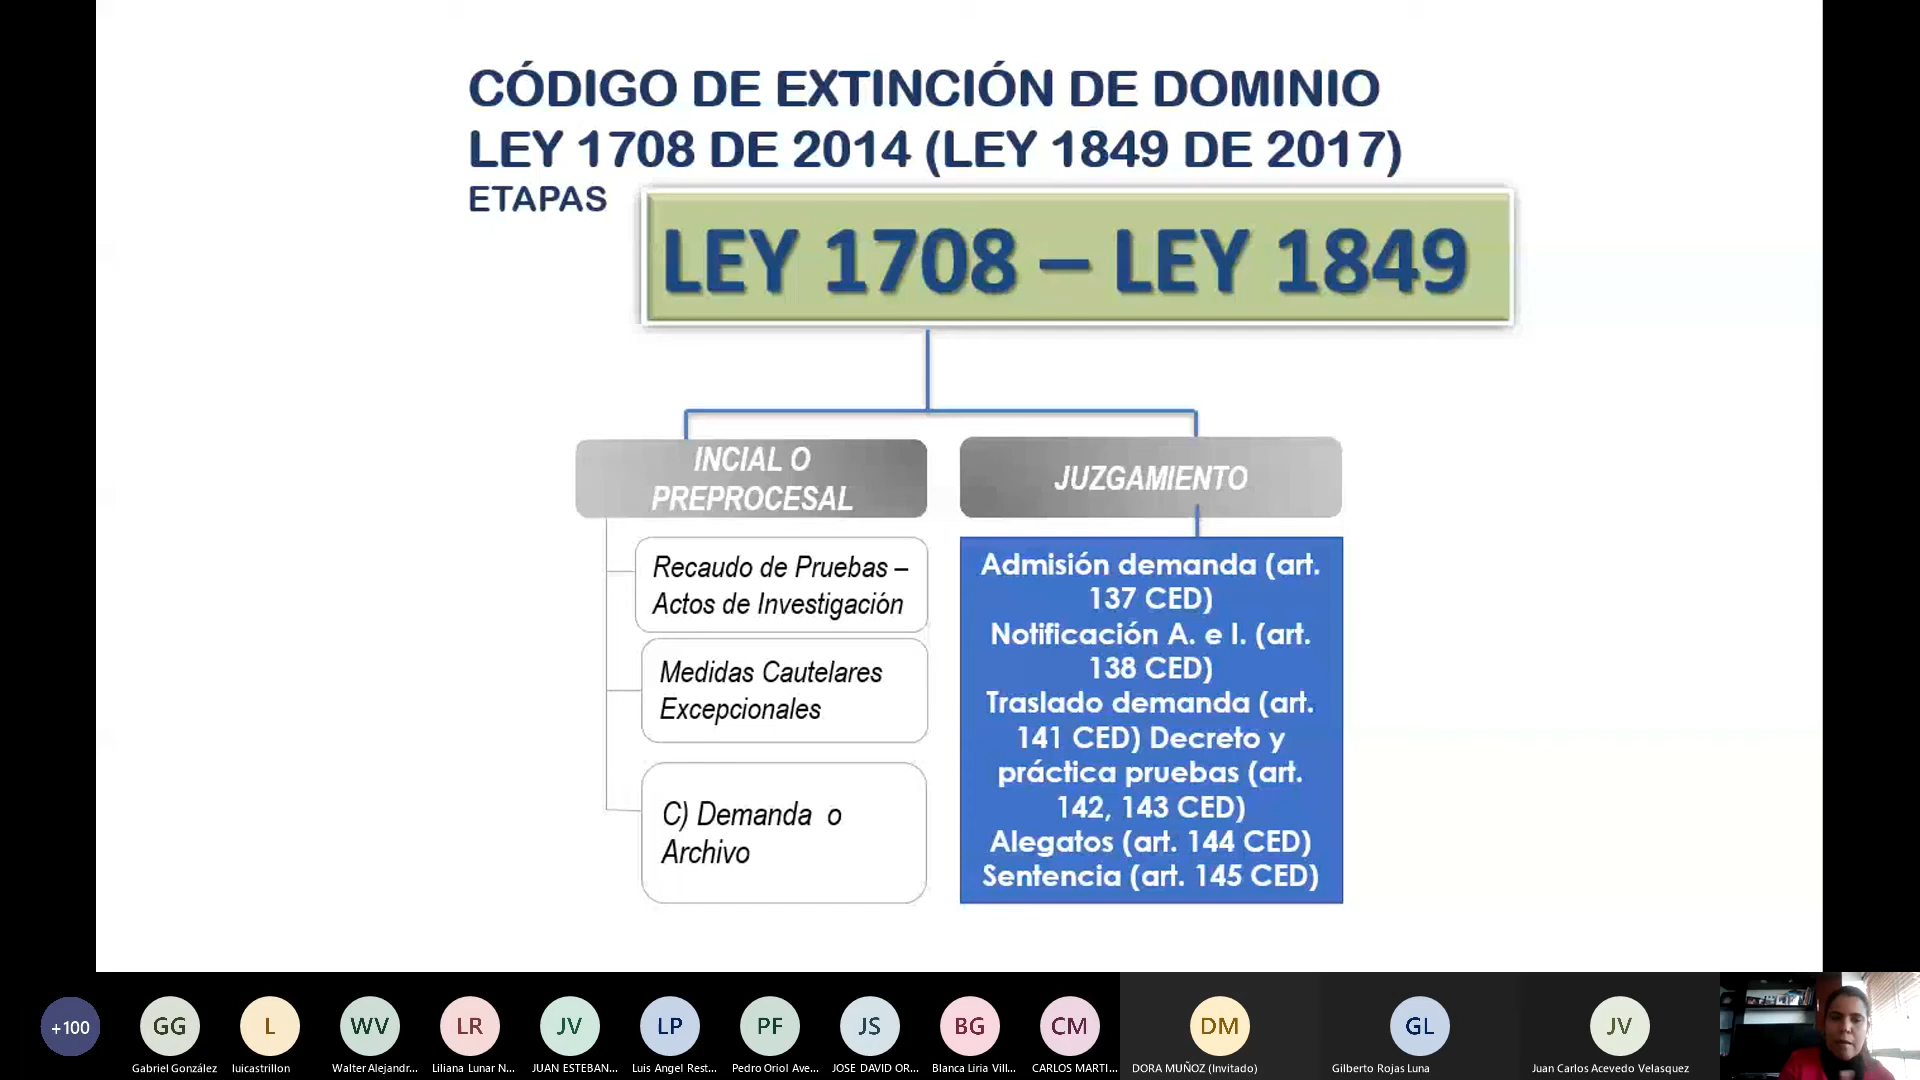 CÓDIGO DE EXTINCIÓN DE DOMINIO
LEY 1708 DE 2014 (LEY 1849 DE 2017)
ETAPAS
LEY 1708 – LEY 1849
INCIAL O
PREPROCESAL
Recaudo de Pruebas –
Actos de Investigación
Medidas Cautelares
Excepcionales
C) Demanda o
Archivo
JUZGAMIENTO
Admisión demanda (art.
137 CED)
Notificación A. e I. (art.
138 CED)
Traslado demanda (art.
141 CED) Decreto y
práctica pruebas (art.
142, 143 CED)
Alegatos (art. 144 CED)
Sentencia (art. 145 CED)
+100
GG
L
WV
LR
JV
LP
PF
JS
BG
CM
DM
GL
JV
Gabriel González
luicastrillon
Walter Alejandr...
Liliana Lunar N...
JUAN ESTEBAN...
Luis Angel Rest...
Pedro Oriol Ave...
JOSE DAVID OR...
Blanca Liria Vill...
CARLOS MARTI...
DORA MUÑOZ (Invitado)
Gilberto Rojas Luna
Juan Carlos Acevedo Velasquez